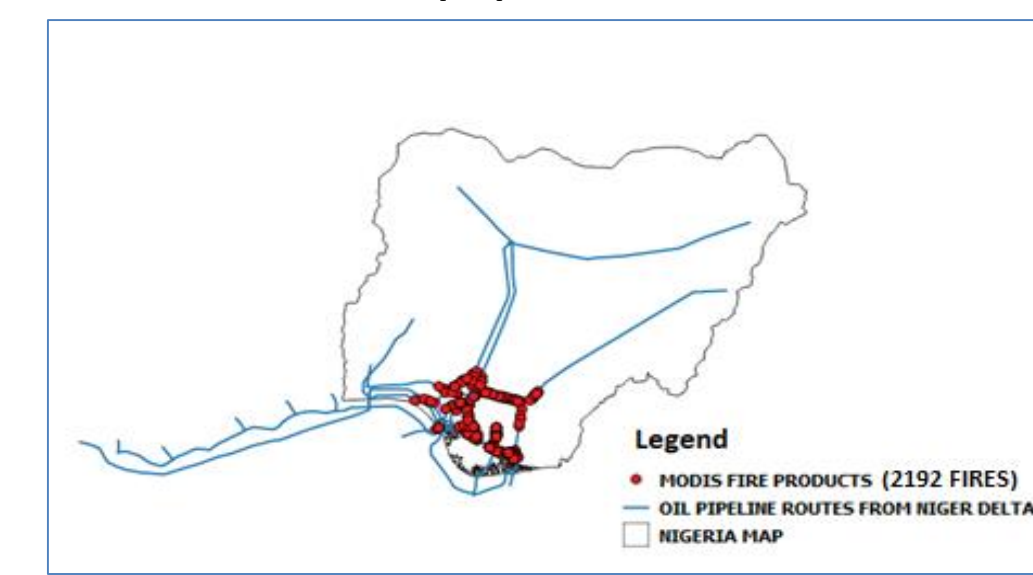 Legend
MODIS FIRE PRODUCTS (2192 FIRES)
OIL PIPELINE ROUTES FROM NIGER DELTA
NIGERIA MAP